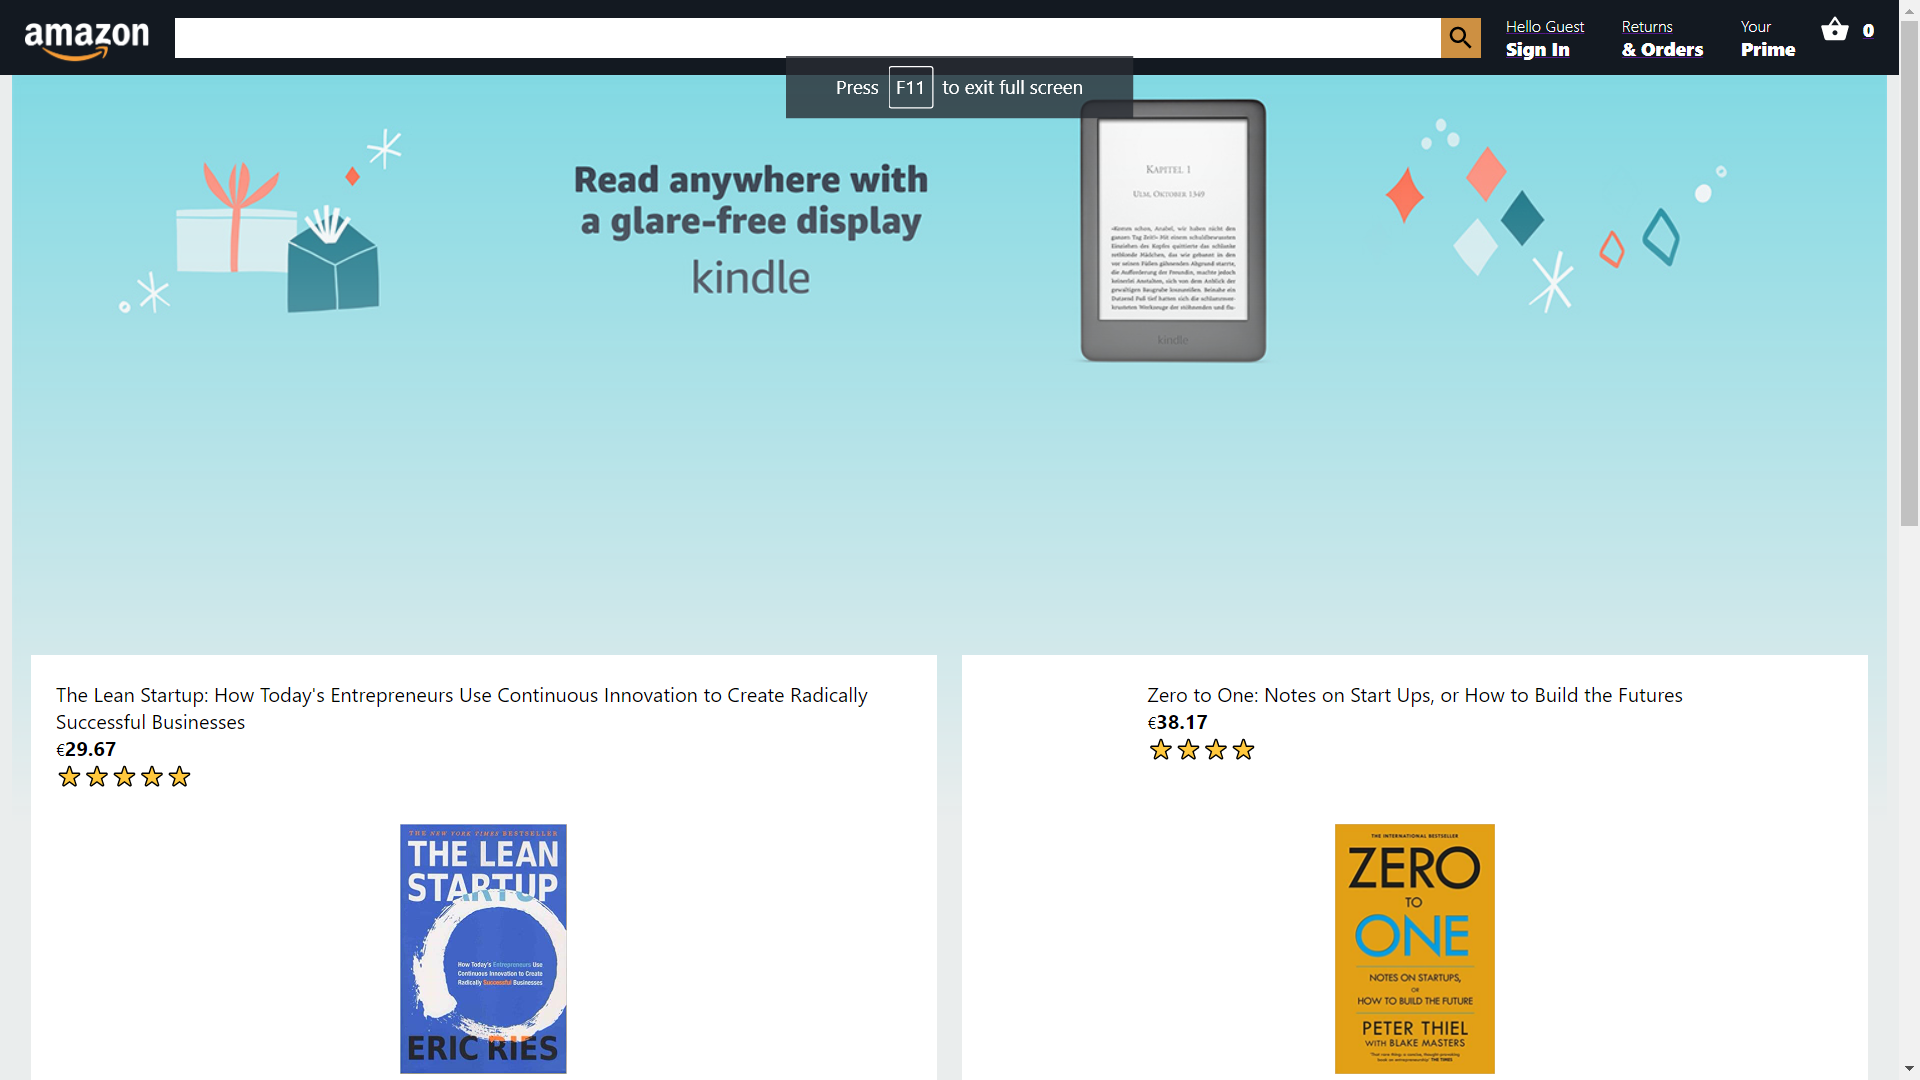 amazon
Hello Guest
Sign In
Returns
& Orders
Your
Prime
0
Press F11 to exit full screen
Read anywhere with
a glare-free display
kindle
KAPITEL 1
ULM, OKTOBER 1349
kindle
The Lean Startup: How Today's Entrepreneurs Use Continuous Innovation to Create Radically
Successful Businesses
€29.67
THE NEW YORK TIMES BESTSELLER
THE LEAN
STARTUP
How Today's Entrepreneurs Use
Continuous Innovation to Create
Radically Successful Businesses
ERIC RIES
Zero to One: Notes on Start Ups, or How to Build the Futures
€38.17
THE INTERNATIONAL BESTSELLER
ZERO
TO
ONE
NOTES ON STARTUPS,
OR
HOW TO BUILD THE FUTURE
PETER THIEL
WITH BLAKE MASTERS